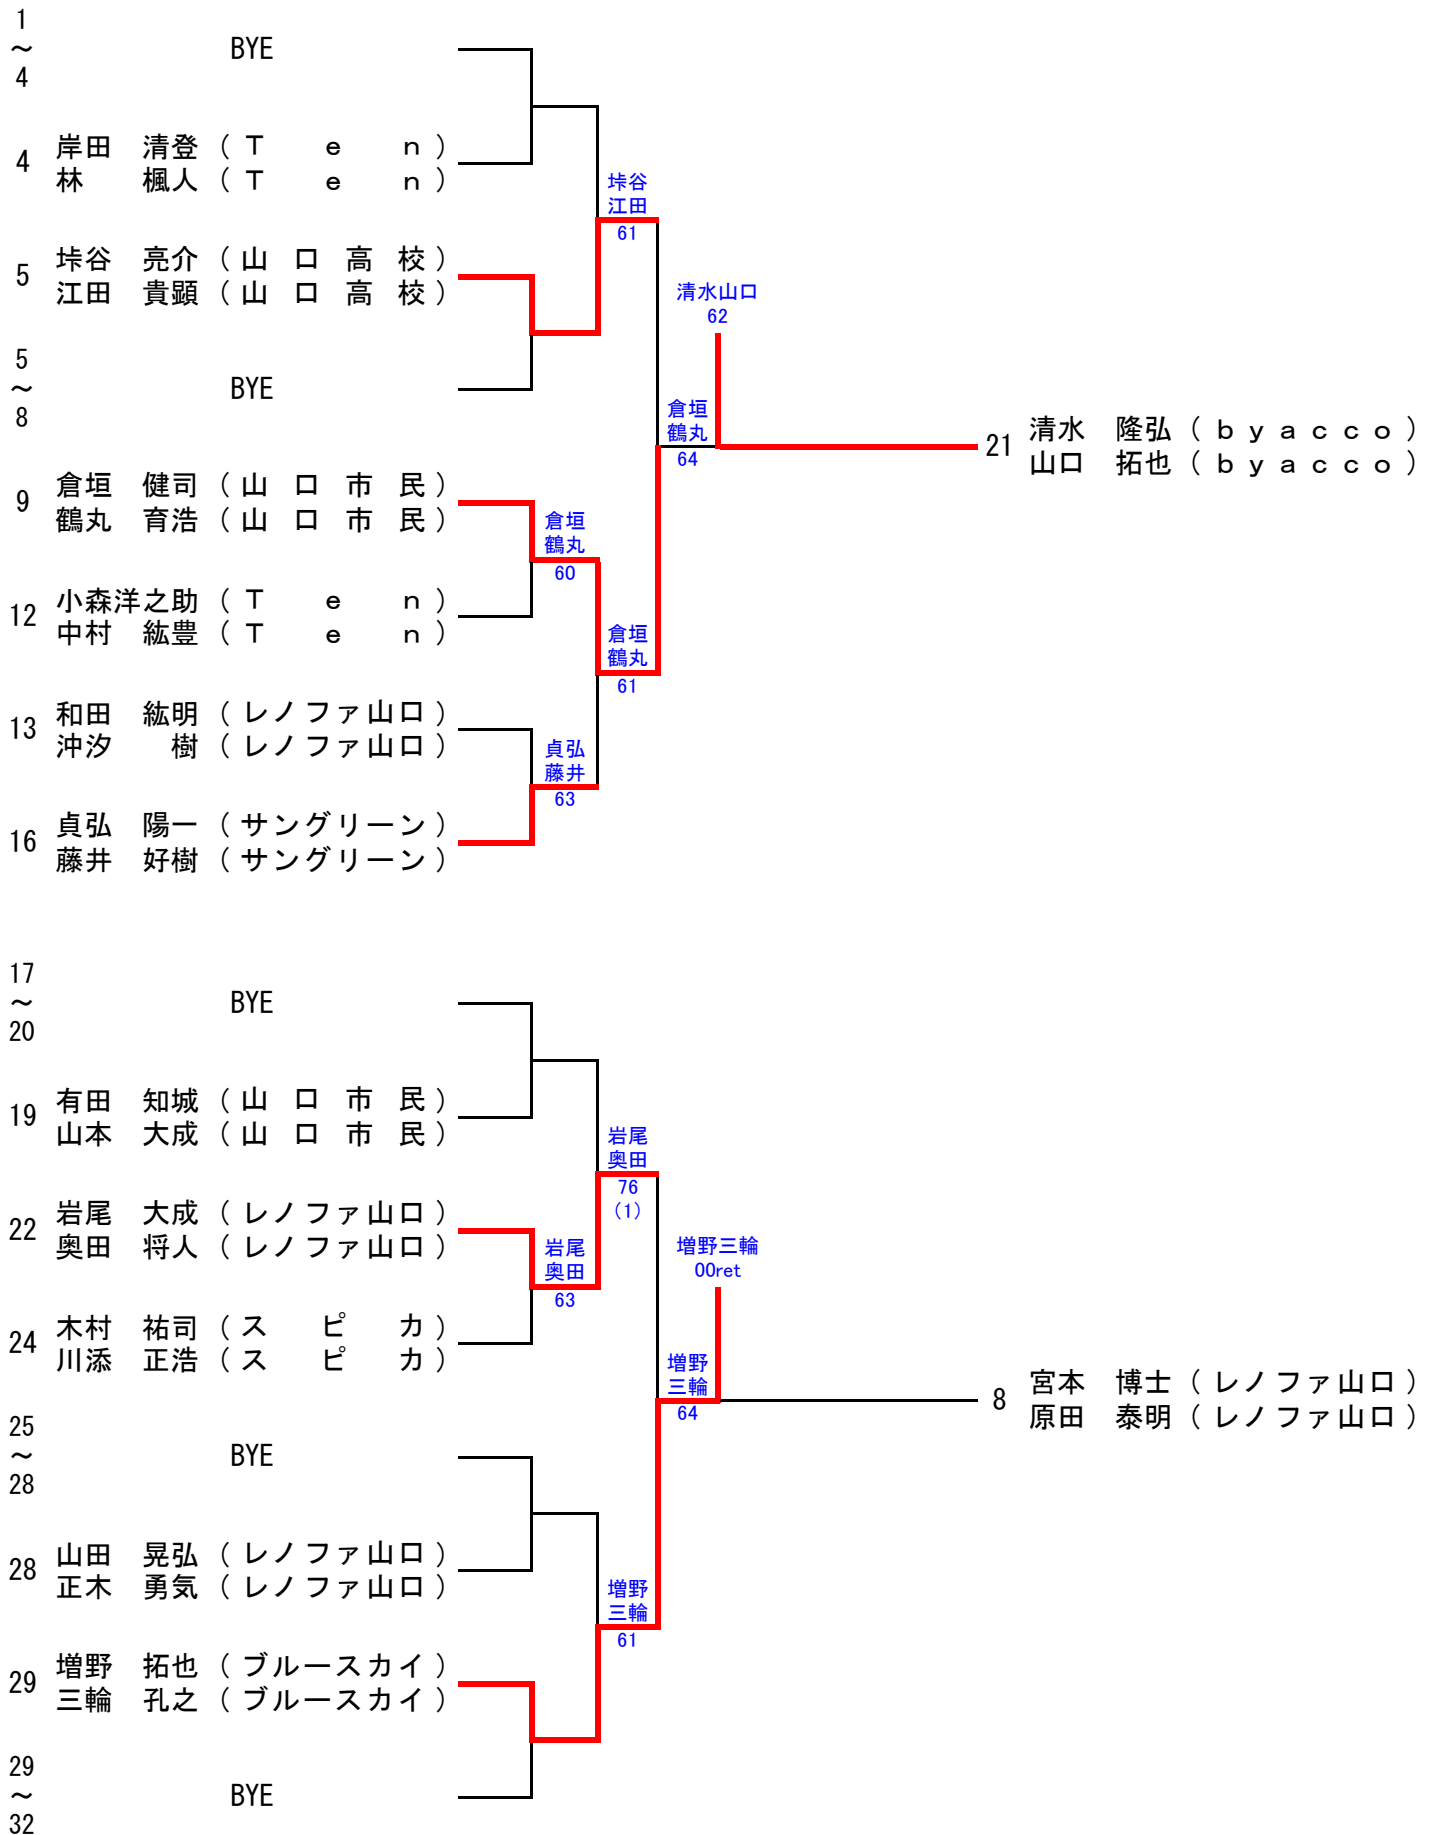 1
～
4
BYE
4
岸田 清登 ( Ｔ ｅ ｎ )
林 楓人 ( Ｔ ｅ ｎ )
垰谷
江田
61
5
垰谷 亮介 ( 山 口 高 校 )
江田 貴顕 ( 山 口 高 校 )
清水山口
62
5
～
8
BYE
倉垣
鶴丸
64
21
清水 隆弘 ( ｂ ｙ ａ ｃ ｃ ｏ )
山口 拓也 ( ｂ ｙ ａ ｃ ｃ ｏ )
9
倉垣 健司 ( 山 口 市 民 )
鶴丸 育浩 ( 山 口 市 民 )
倉垣
鶴丸
60
12
小森洋之助 ( Ｔ ｅ ｎ )
中村 紘豊 ( Ｔ ｅ ｎ )
倉垣
鶴丸
61
13
和田 紘明 ( レノファ山口 )
沖汐 樹 ( レノファ山口 )
貞弘
藤井
63
16
貞弘 陽一 ( サングリーン )
藤井 好樹 ( サングリーン )
17
～
20
BYE
19
有田 知城 ( 山 口 市 民 )
山本 大成 ( 山 口 市 民 )
岩尾
奥田
76
(1)
22
岩尾 大成 ( レノファ山口 )
奥田 将人 ( レノファ山口 )
岩尾
奥田
63
増野三輪
00ret
24
木村 祐司 ( ス ピ カ )
川添 正浩 ( ス ピ カ )
増野
三輪
64
8
宮本 博士 ( レノファ山口 )
原田 泰明 ( レノファ山口 )
25
～
28
BYE
28
山田 晃弘 ( レノファ山口 )
正木 勇気 ( レノファ山口 )
増野
三輪
61
29
増野 拓也 ( ブルースカイ )
三輪 孔之 ( ブルースカイ )
29
～
32
BYE